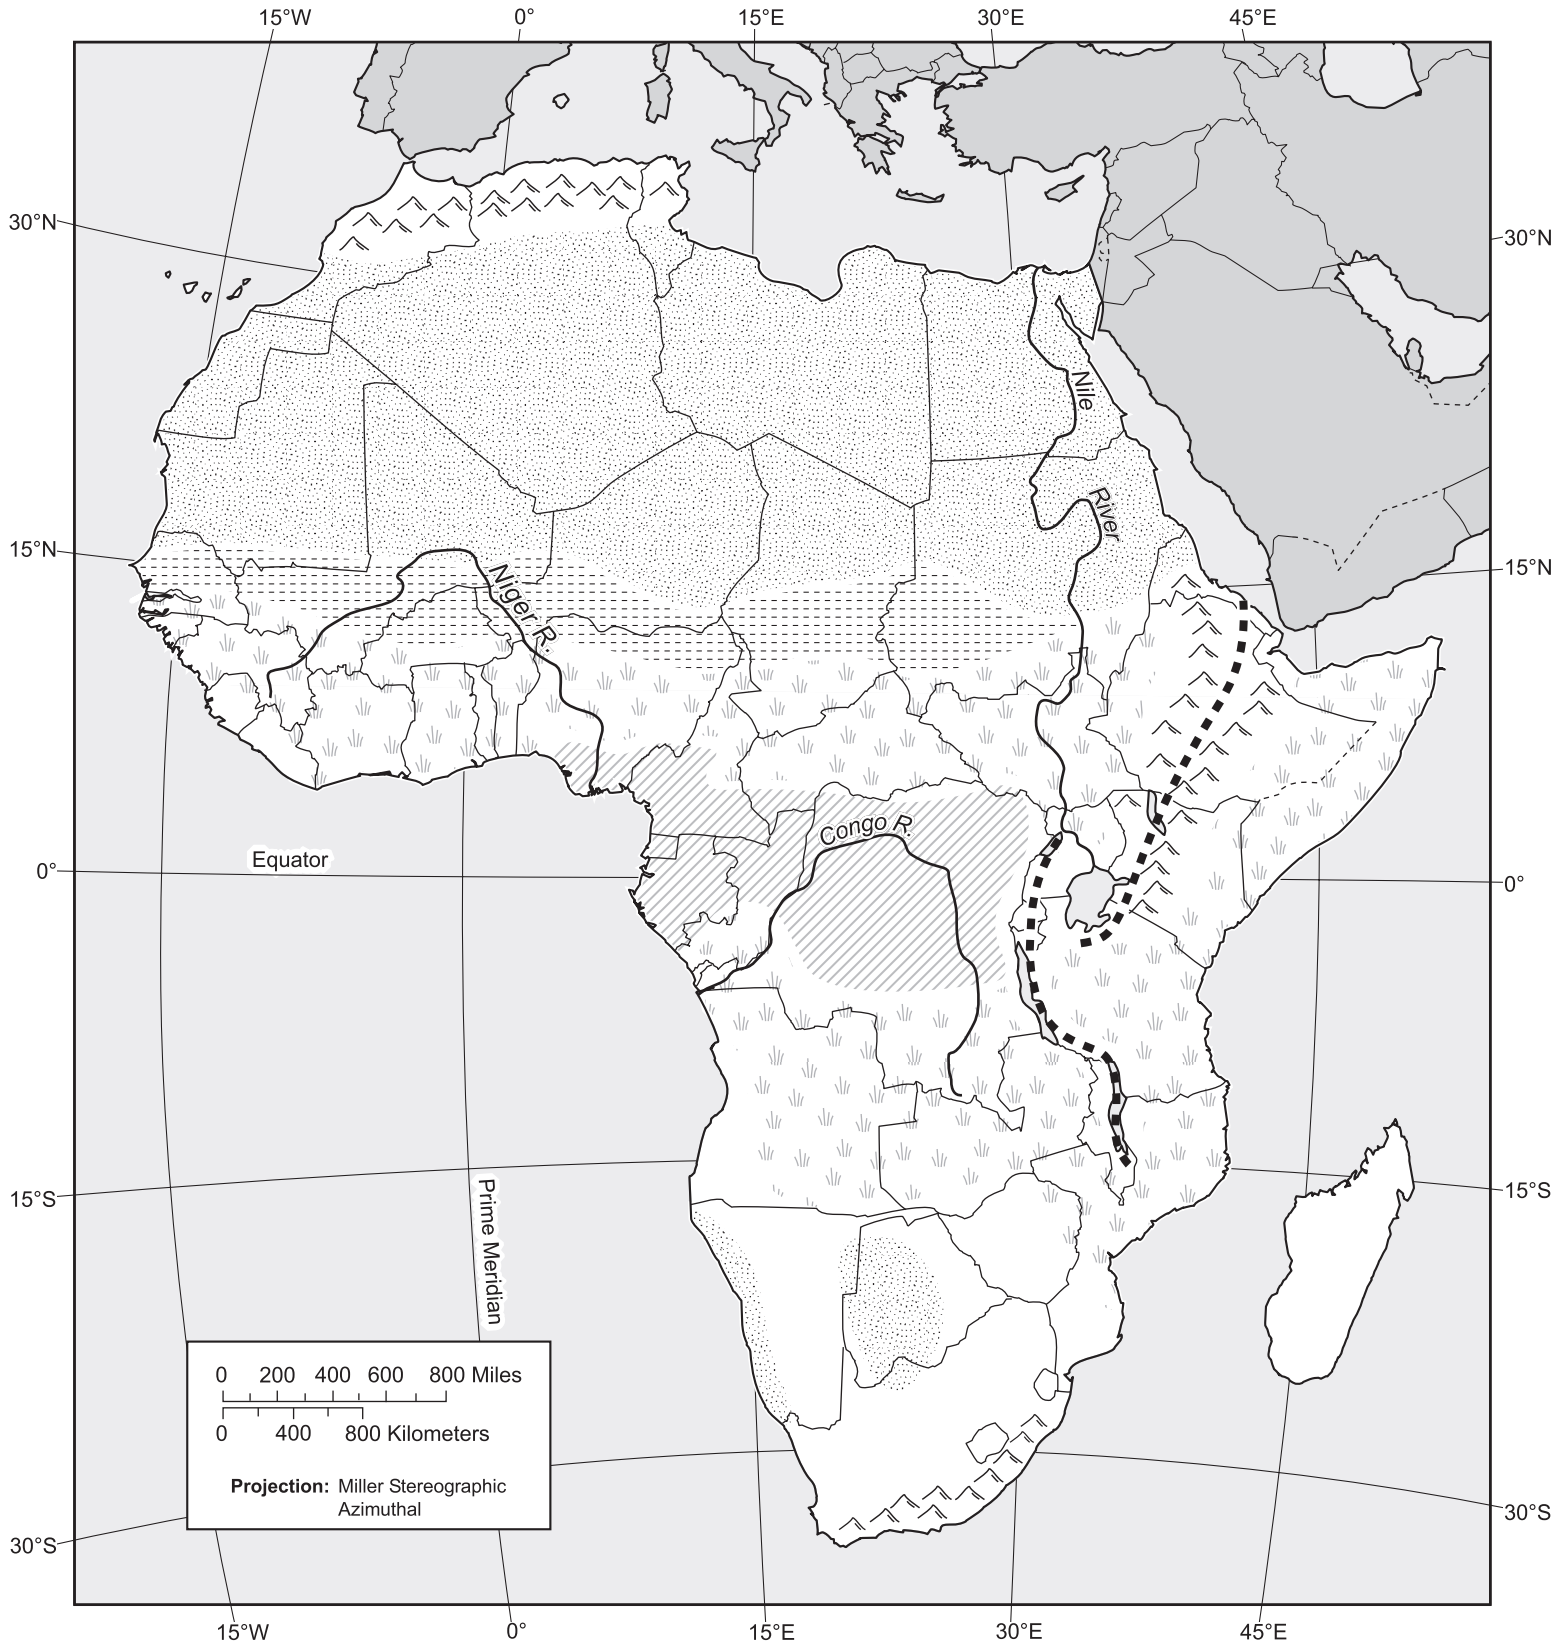 15°W 0° 15°E 30°E 45°E
30°N 30°N
Nile
River
15°N 15°N
Niger R.
Congo R.
Equator
0° 0°
15°S 15°S
Prime Meridian
0 200 400 600 800 Miles
0 400 800 Kilometers
Projection: Miller Stereographic
Azimuthal
30°S 30°S
15°W 0° 15°E 30°E 45°E